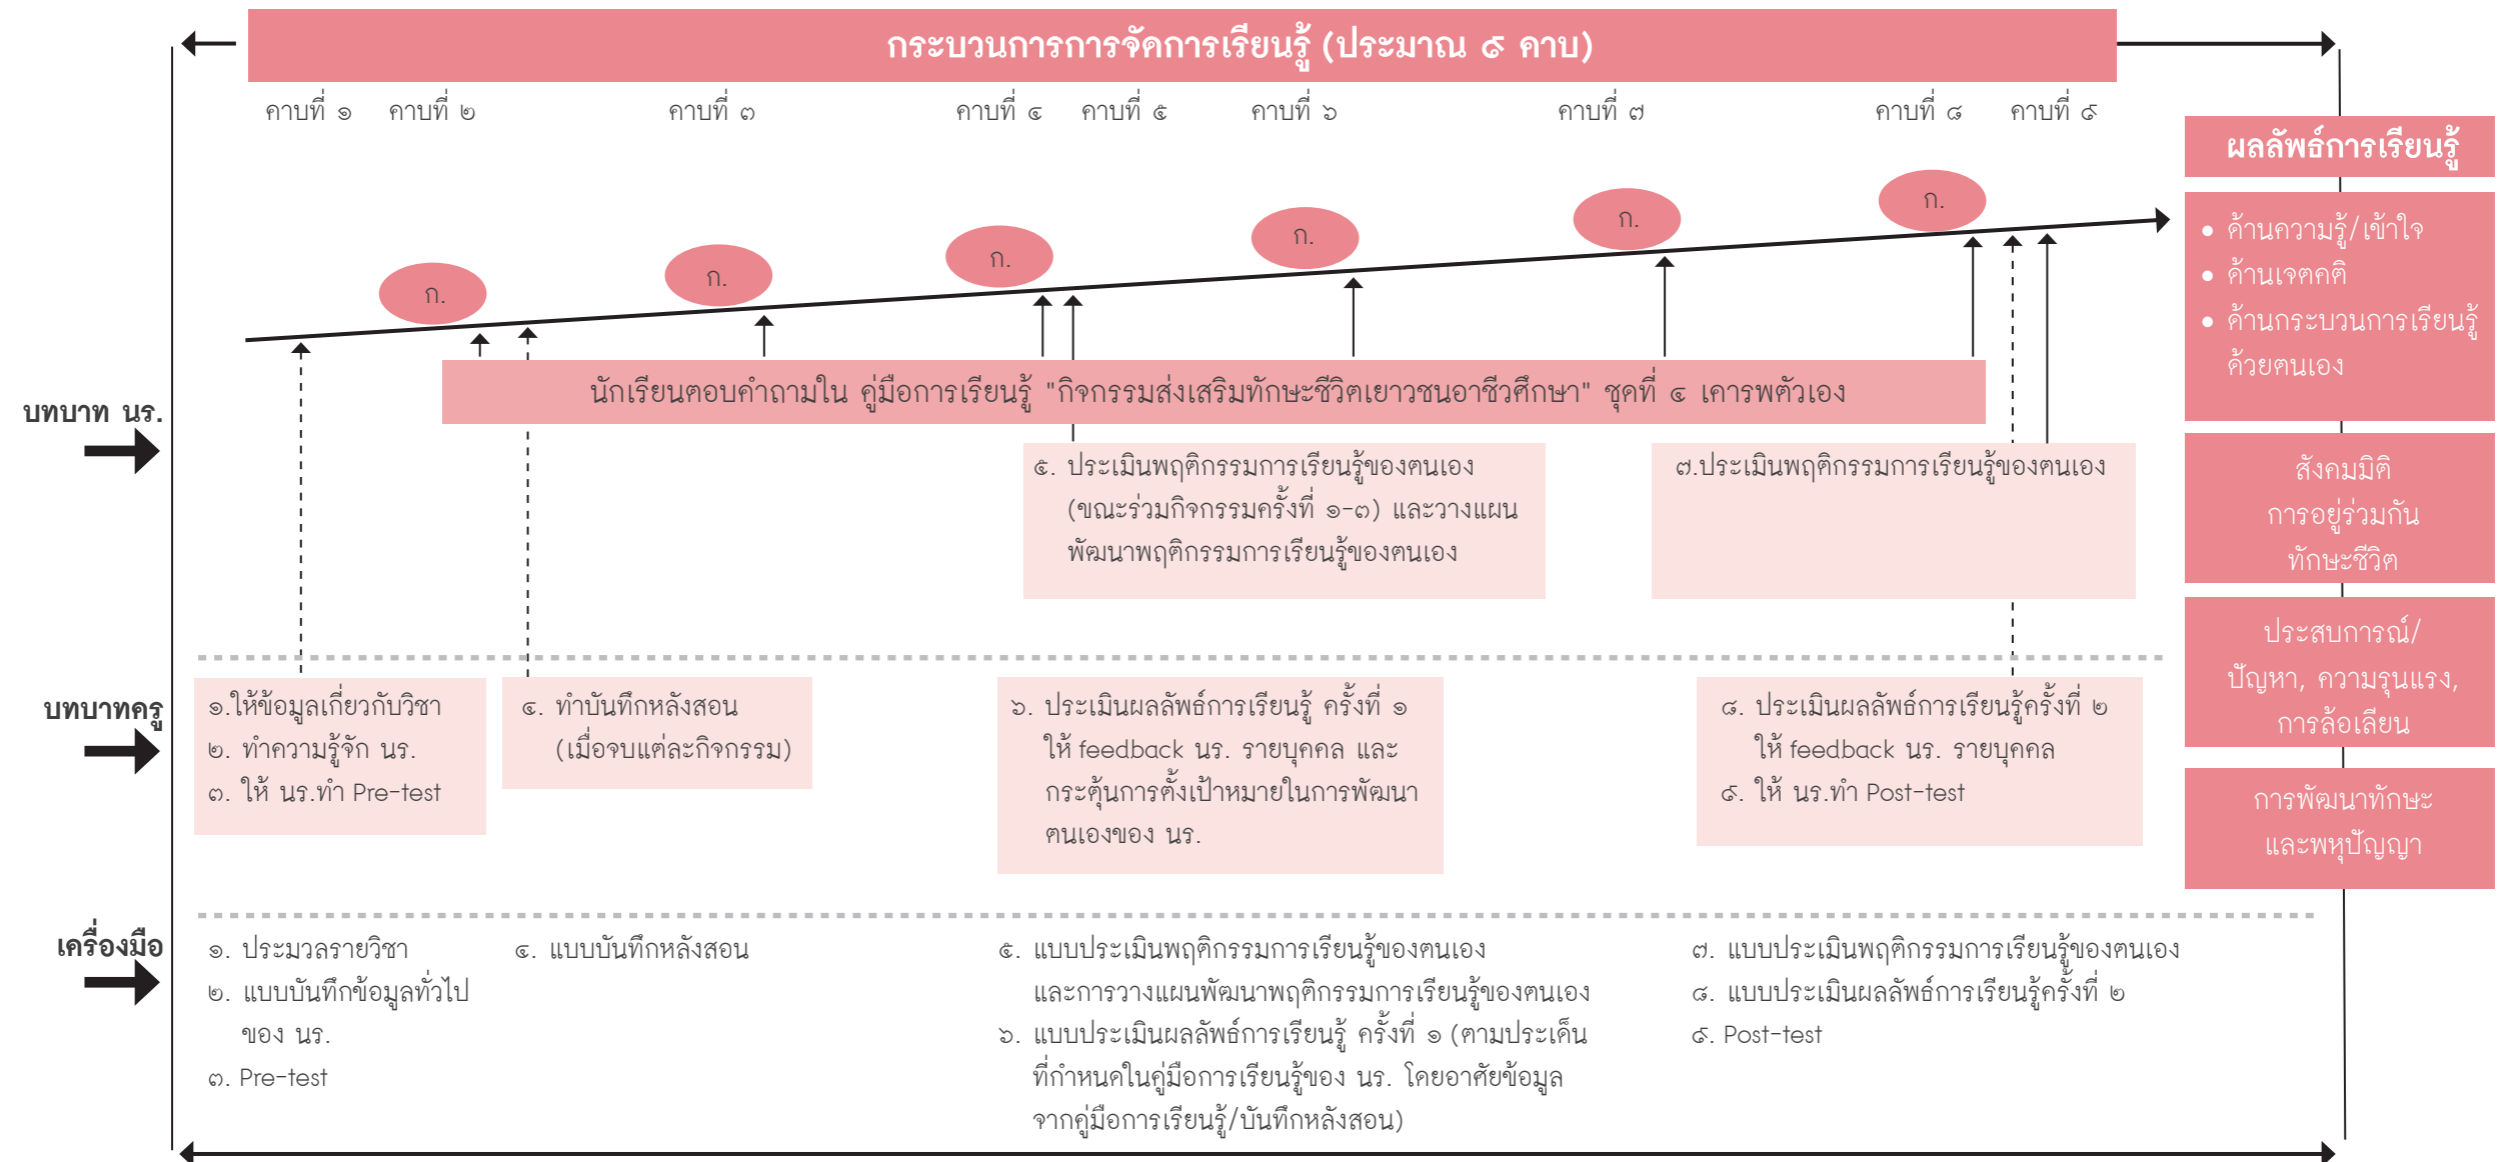 กระบวนการการจัดการเรียนรู้ (ประมาณ ๙ คาบ)
คาบที่ ๑
คาบที่ ๒
คาบที่ ๓
คาบที่ ๔
คาบที่ ๕
คาบที่ ๖
คาบที่ ๗
คาบที่ ๘
คาบที่ ๙
ก.
ก.
ก.
ก.
ก.
ก.
นักเรียนตอบคำถามใน คู่มือการเรียนรู้ "กิจกรรมส่งเสริมทักษะชีวิตเยาวชนอาชีวศึกษา" ชุดที่ ๔ เคารพตัวเอง
บทบาท นร.
๕. ประเมินพฤติกรรมการเรียนรู้ของตนเอง
(ขณะร่วมกิจกรรมครั้งที่ ๑-๓) และวางแผน
พัฒนาพฤติกรรมการเรียนรู้ของตนเอง
๗.ประเมินพฤติกรรมการเรียนรู้ของตนเอง
บทบาทครู
๑.ให้ข้อมูลเกี่ยวกับวิชา
๒. ทำความรู้จัก นร.
๓. ให้ นร.ทำ Pre-test
๔. ทำบันทึกหลังสอน
(เมื่อจบแต่ละกิจกรรม)
๖. ประเมินผลลัพธ์การเรียนรู้ ครั้งที่ ๑
ให้ feedback นร. รายบุคคล และ
กระตุ้นการตั้งเป้าหมายในการพัฒนา
ตนเองของ นร.
๘. ประเมินผลลัพธ์การเรียนรู้ครั้งที่ ๒
ให้ feedback นร. รายบุคคล
๙. ให้ นร.ทำ Post-test
เครื่องมือ
๑. ประมวลรายวิชา
๒. แบบบันทึกข้อมูลทั่วไป
ของ นร.
๓. Pre-test
๔. แบบบันทึกหลังสอน
๕. แบบประเมินพฤติกรรมการเรียนรู้ของตนเอง
และการวางแผนพัฒนาพฤติกรรมการเรียนรู้ของตนเอง
๖. แบบประเมินผลลัพธ์การเรียนรู้ ครั้งที่ ๑ (ตามประเด็น
ที่กำหนดในคู่มือการเรียนรู้ของ นร. โดยอาศัยข้อมูล
จากคู่มือการเรียนรู้/บันทึกหลังสอน)
๗. แบบประเมินพฤติกรรมการเรียนรู้ของตนเอง
๘. แบบประเมินผลลัพธ์การเรียนรู้ครั้งที่ ๒
๙. Post-test
ผลลัพธ์การเรียนรู้
• ด้านความรู้/เข้าใจ
• ด้านเจตคติ
• ด้านกระบวนการเรียนรู้
ด้วยตนเอง
สังคมมิติ
การอยู่ร่วมกัน
ทักษะชีวิต
ประสบการณ์/
ปัญหา, ความรุนแรง,
การล้อเลียน
การพัฒนาทักษะ
และพหุปัญญา